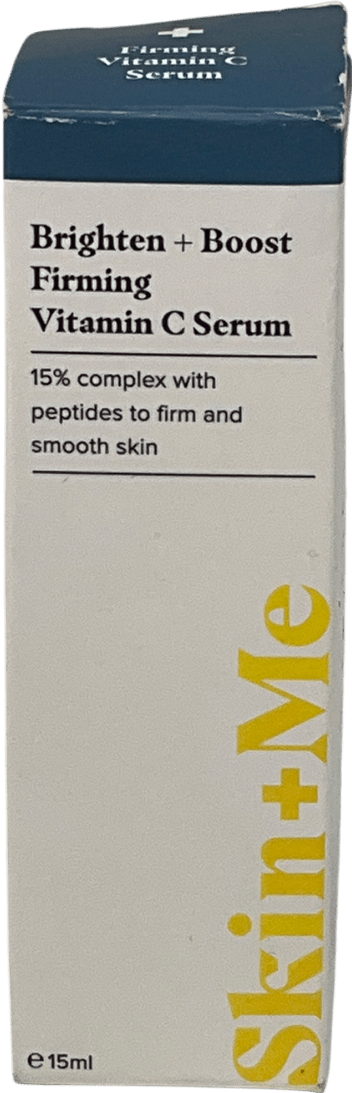 Firming
Vitamin C
Serum
Brighten + Boost
Firming
Vitamin C Serum
15% complex with
peptides to firm and
smooth skin
Skin+Me
℮15ml